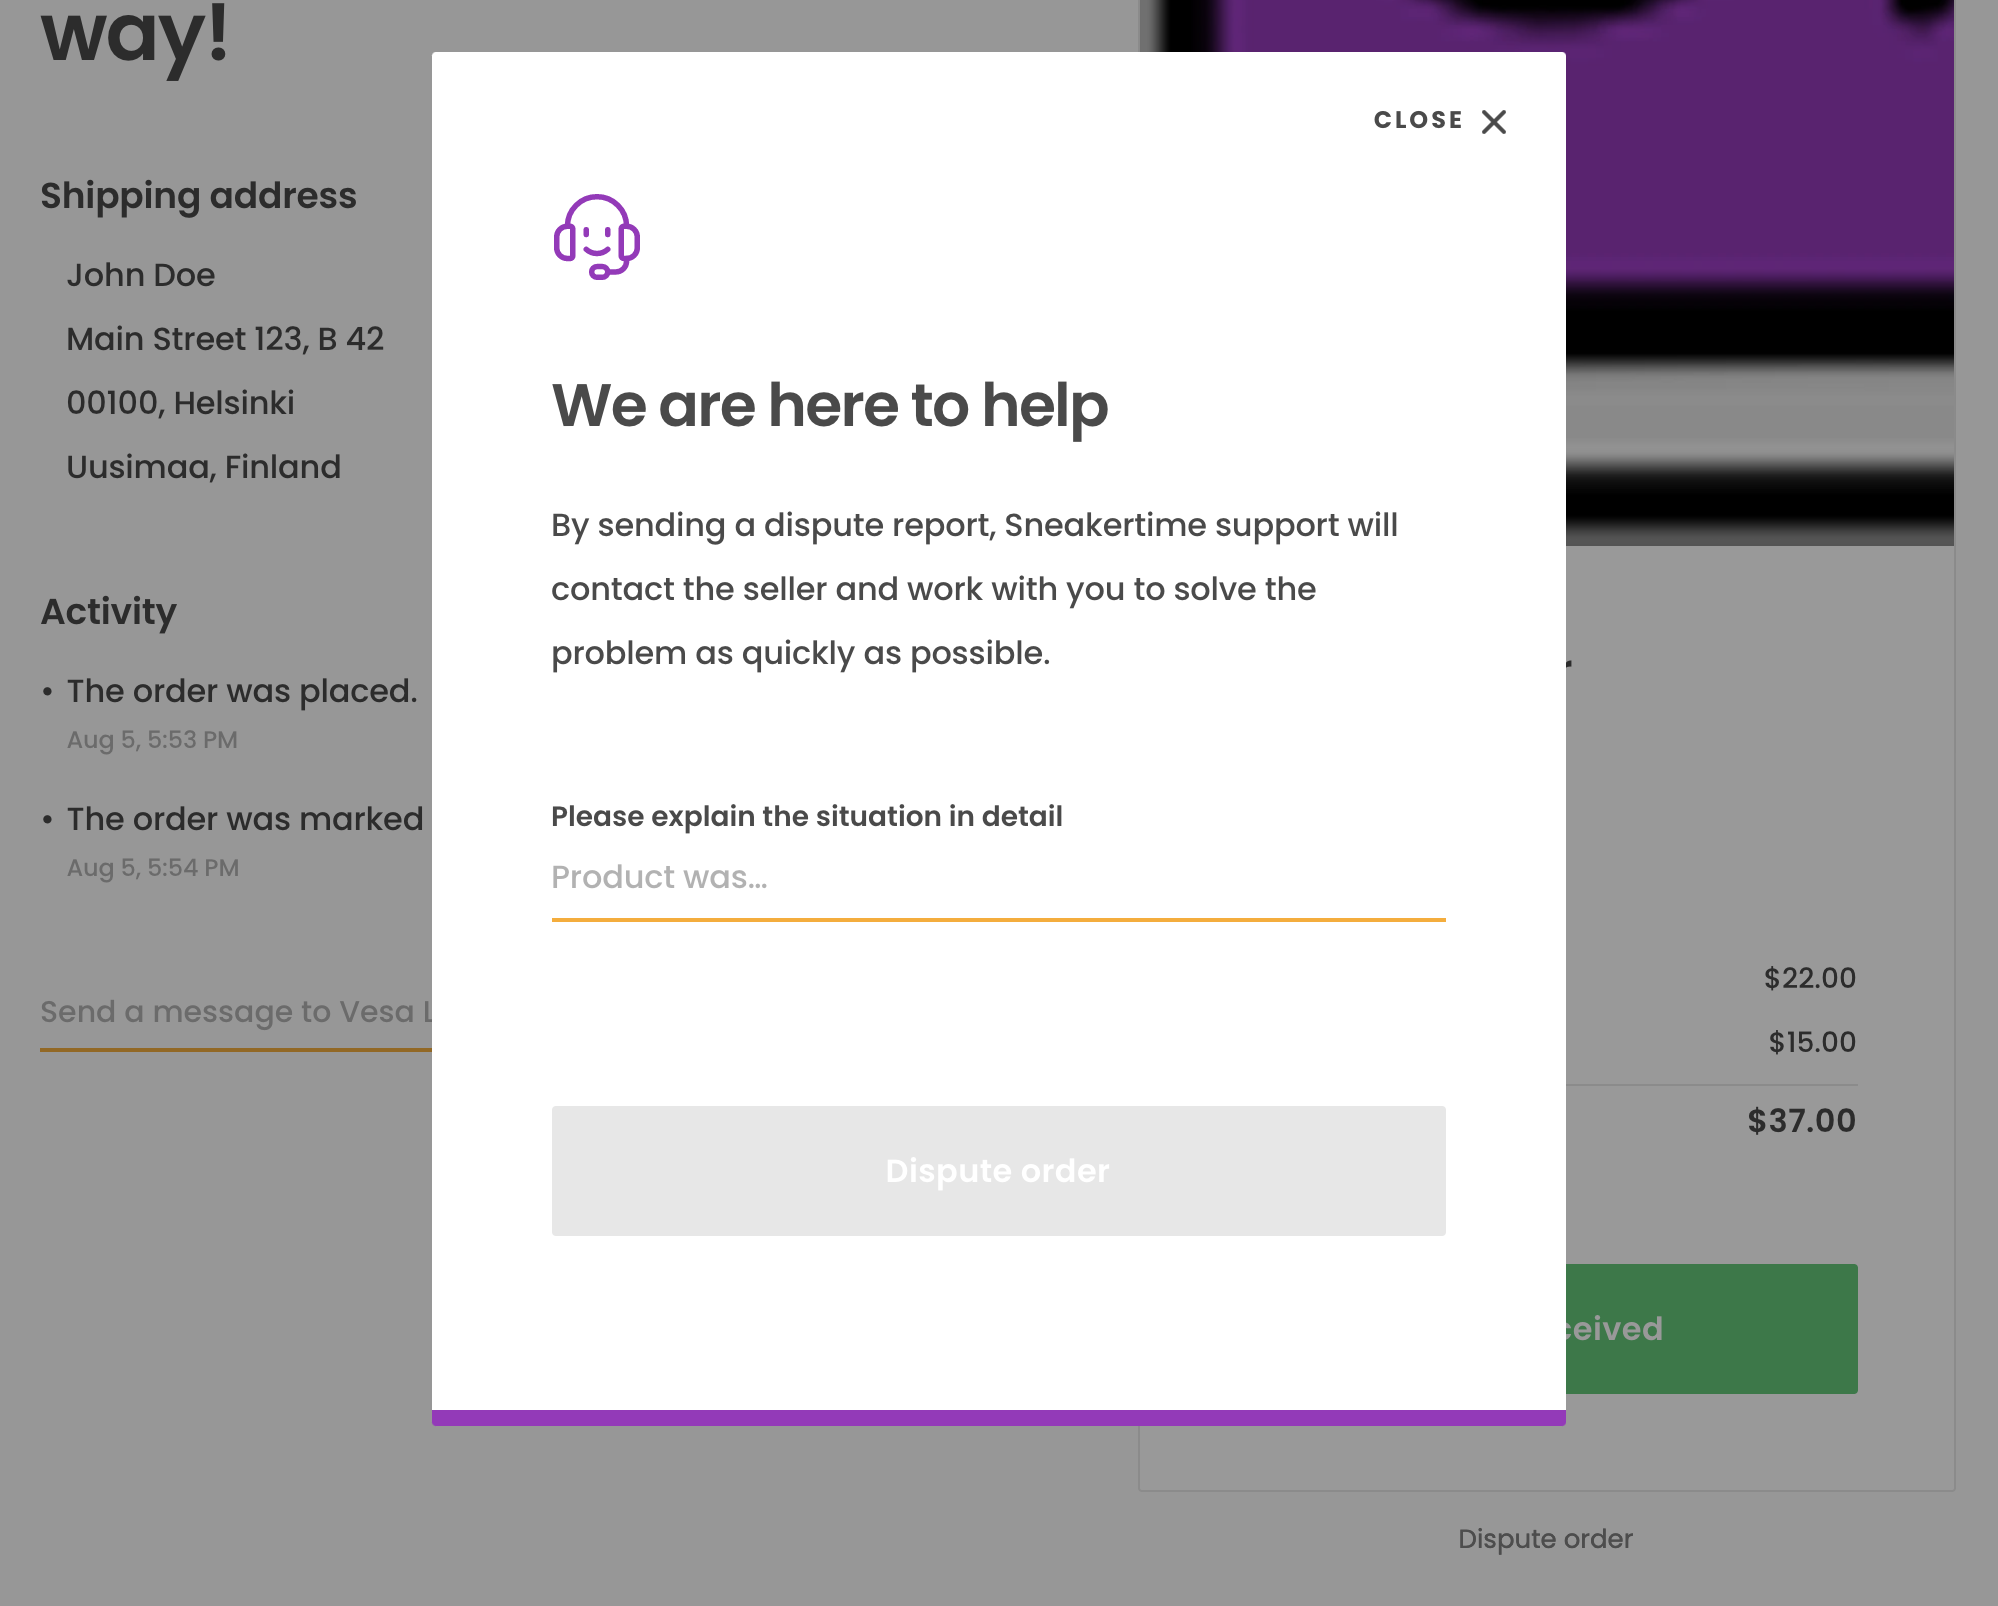 way!
Shipping address
John Doe
Main Street 123, B 42
00100, Helsinki
Uusimaa, Finland
Activity
• The order was placed.
Aug 5, 5:53 PM
• The order was marked
Aug 5, 5:54 PM
Send a message to Vesa L
CLOSE
We are here to help
By sending a dispute report, Sneakertime support will
contact the seller and work with you to solve the
problem as quickly as possible.
Please explain the situation in detail
Product was...
Dispute order
$22.00
$15.00
$37.00
ceived
Dispute order